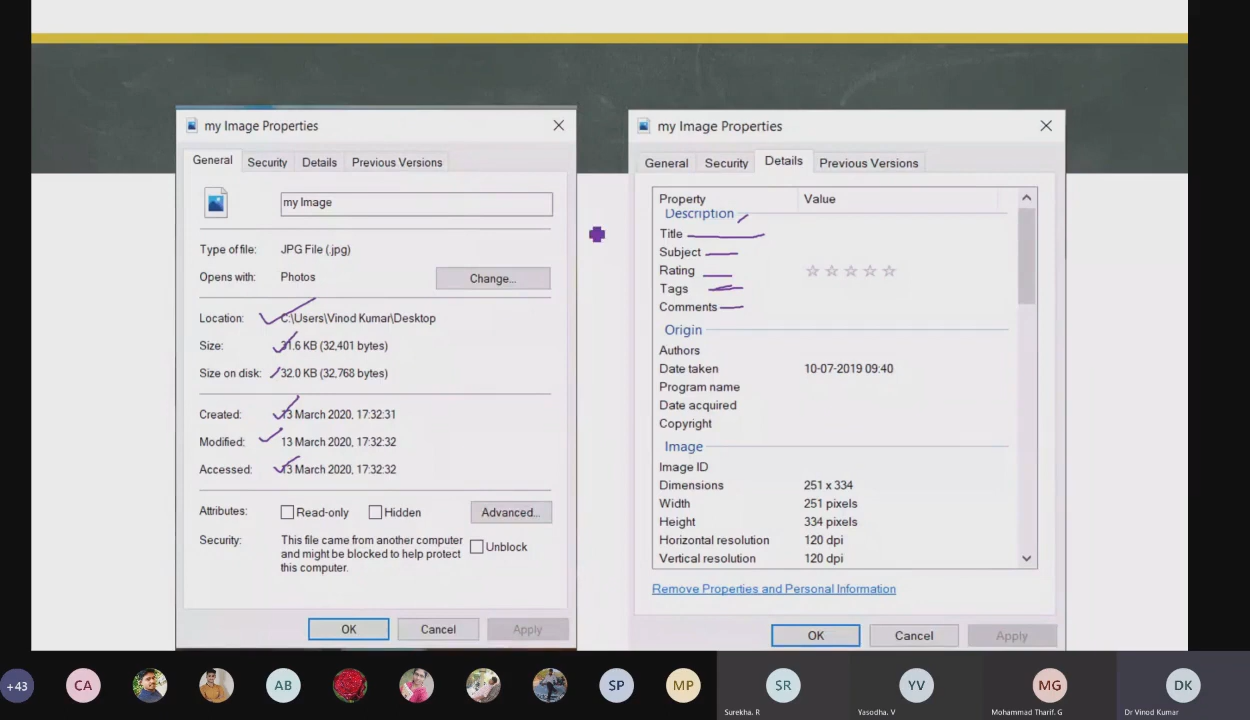 my Image Properties
General Security Details Previous Versions
my Image
Type of file: JPG File (.jpg)
Opens with: Photos Change...
Location: C:\Users\Vinod Kumar\Desktop
Size: 31.6 KB (32,401 bytes)
Size on disk: 32.0 KB (32,768 bytes)
Created: 13 March 2020, 17:32:31
Modified: 13 March 2020, 17:32:32
Accessed: 13 March 2020, 17:32:32
Attributes: Read-only Hidden Advanced...
Security: This file came from another computer
and might be blocked to help protect
this computer.
Unblock
OK Cancel Apply
my Image Properties
General Security Details Previous Versions
Property Value
Description
Title
Subject
Rating
Tags
Comments
Origin
Authors
Date taken 10-07-2019 09:40
Program name
Date acquired
Copyright
Image
Image ID
Dimensions 251 x 334
Width 251 pixels
Height 334 pixels
Horizontal resolution 120 dpi
Vertical resolution 120 dpi
Remove Properties and Personal Information
OK Cancel Apply
+43 CA AB SP MP SR YV MG DK
Surekha. R Yasodha. V Mohammad Tharif. G Dr Vinod Kumar